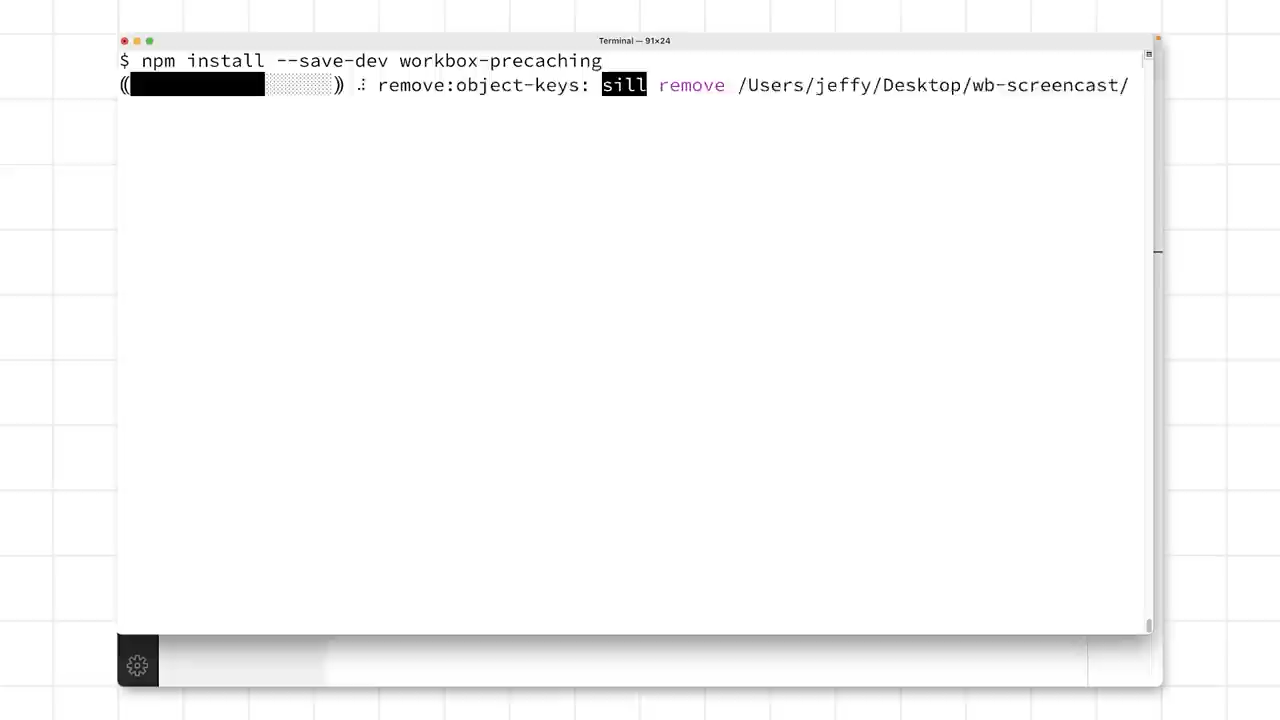 Terminal — 91×24
$ npm install --save-dev workbox-precaching
(██████████░░░░░░) ⠼ remove:object-keys: sill remove /Users/jeffy/Desktop/wb-screencast/